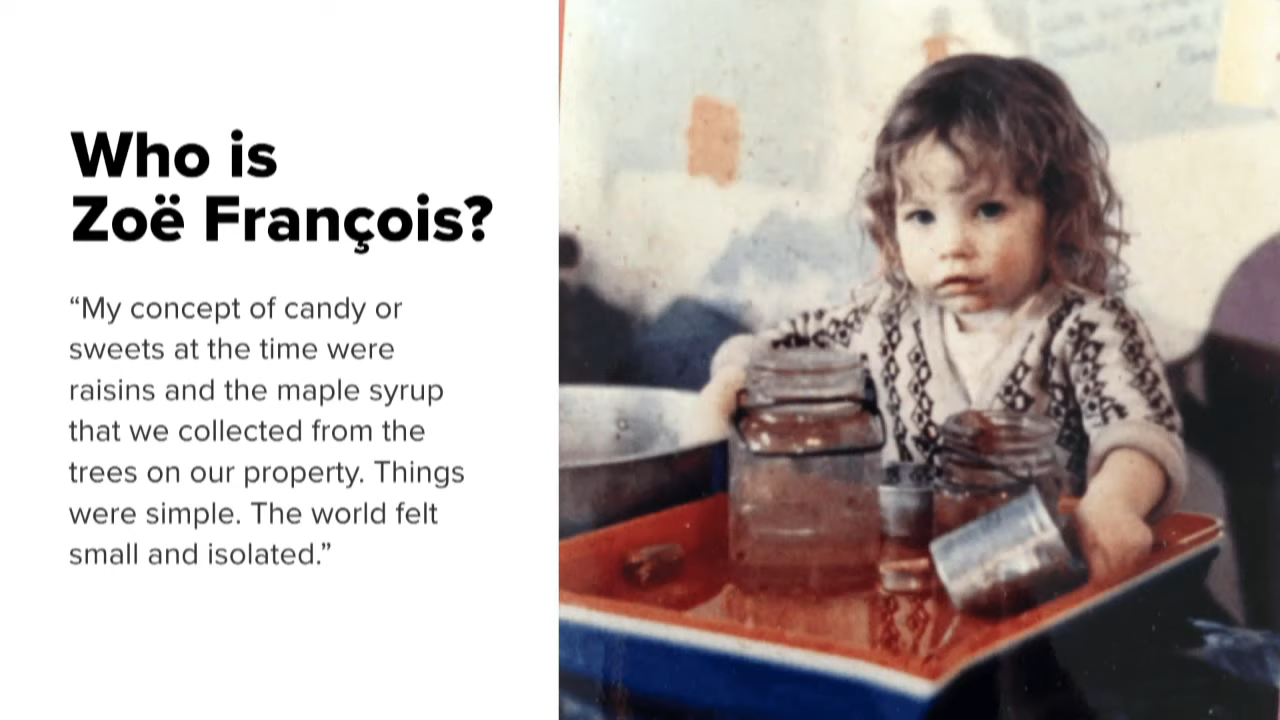 Who is
Zoë François?
“My concept of candy or
sweets at the time were
raisins and the maple syrup
that we collected from the
trees on our property. Things
were simple. The world felt
small and isolated.”